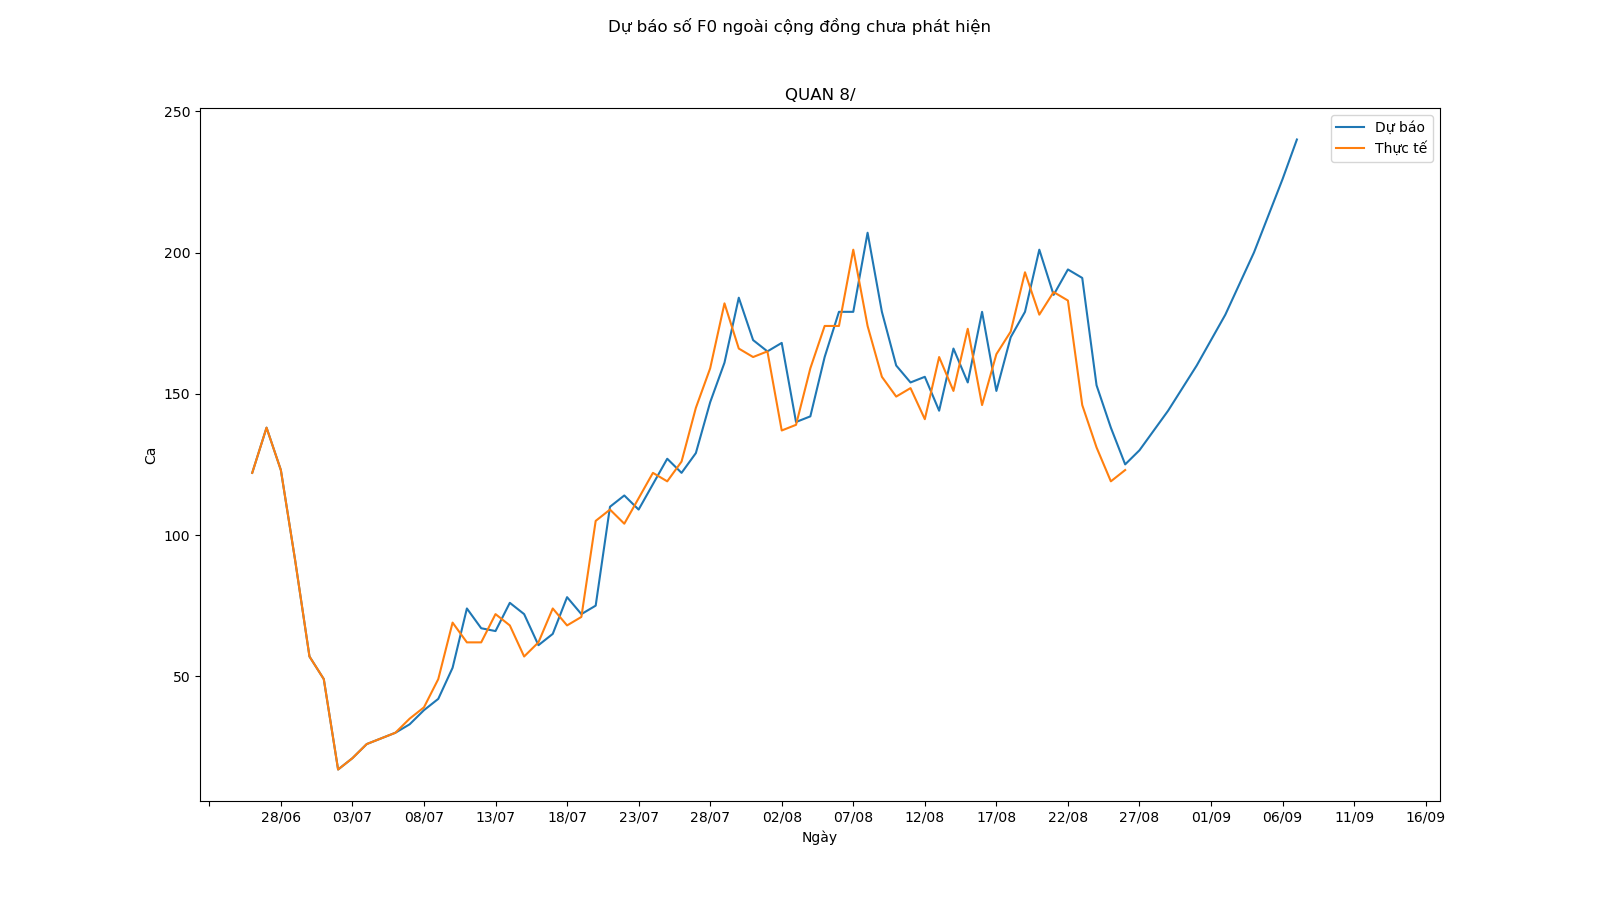 Dự báo số F0 ngoài cộng đồng chưa phát hiện
QUAN 8/
Dự báo
Thực tế
250
200
150
100
50
Ca
28/06 03/07 08/07 13/07 18/07 23/07 28/07 02/08 07/08 12/08 17/08 22/08 27/08 01/09 06/09 11/09 16/09
Ngày